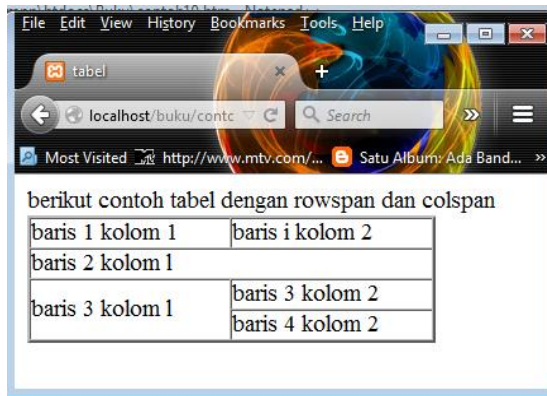 File Edit View History Bookmarks Tools Help
tabel
localhost/buku/contc
Search
Most Visited http://www.mtv.com/... Satu Album: Ada Band...
berikut contoh tabel dengan rowspan dan colspan
baris 1 kolom 1 baris i kolom 2
baris 2 kolom l
baris 3 kolom l
baris 3 kolom 2
baris 4 kolom 2